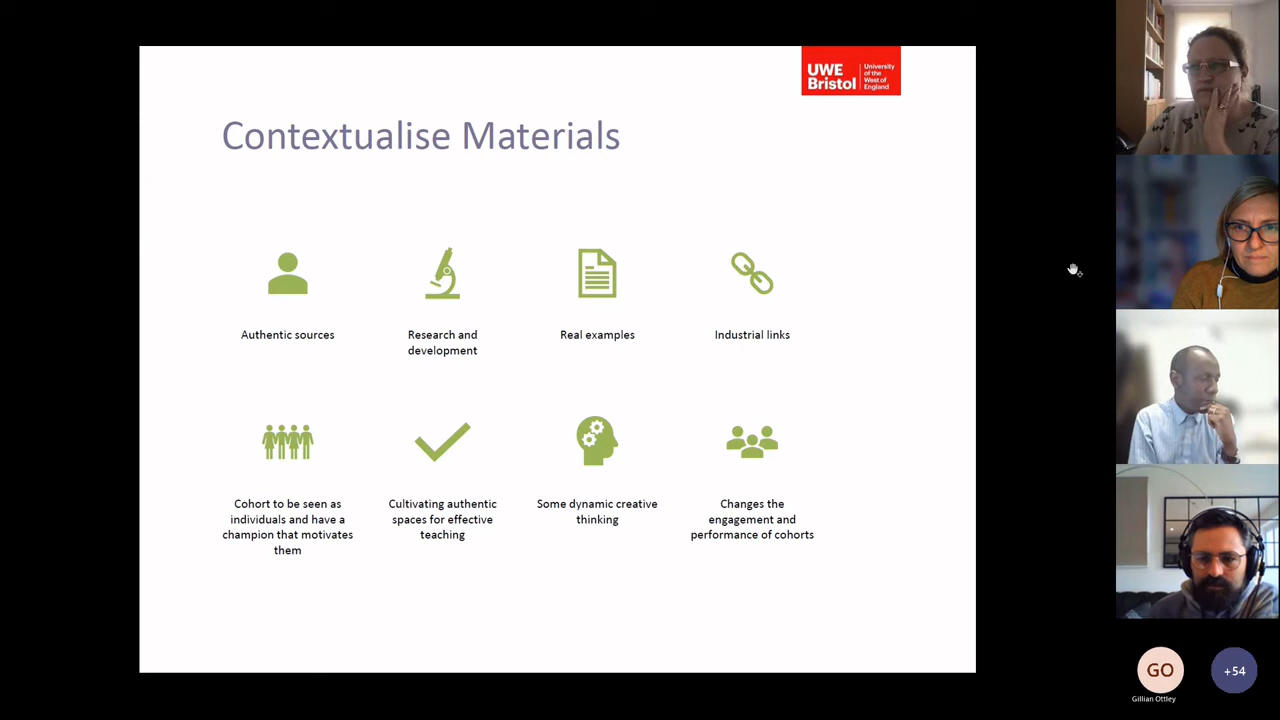 UWE
Bristol
University
of the
West of
England
Contextualise Materials
Authentic sources
Research and
development
Real examples
Industrial links
Cohort to be seen as
individuals and have a
champion that motivates
them
Cultivating authentic
spaces for effective
teaching
Some dynamic creative
thinking
Changes the
engagement and
performance of cohorts
GO
+54
Gillian Ottley